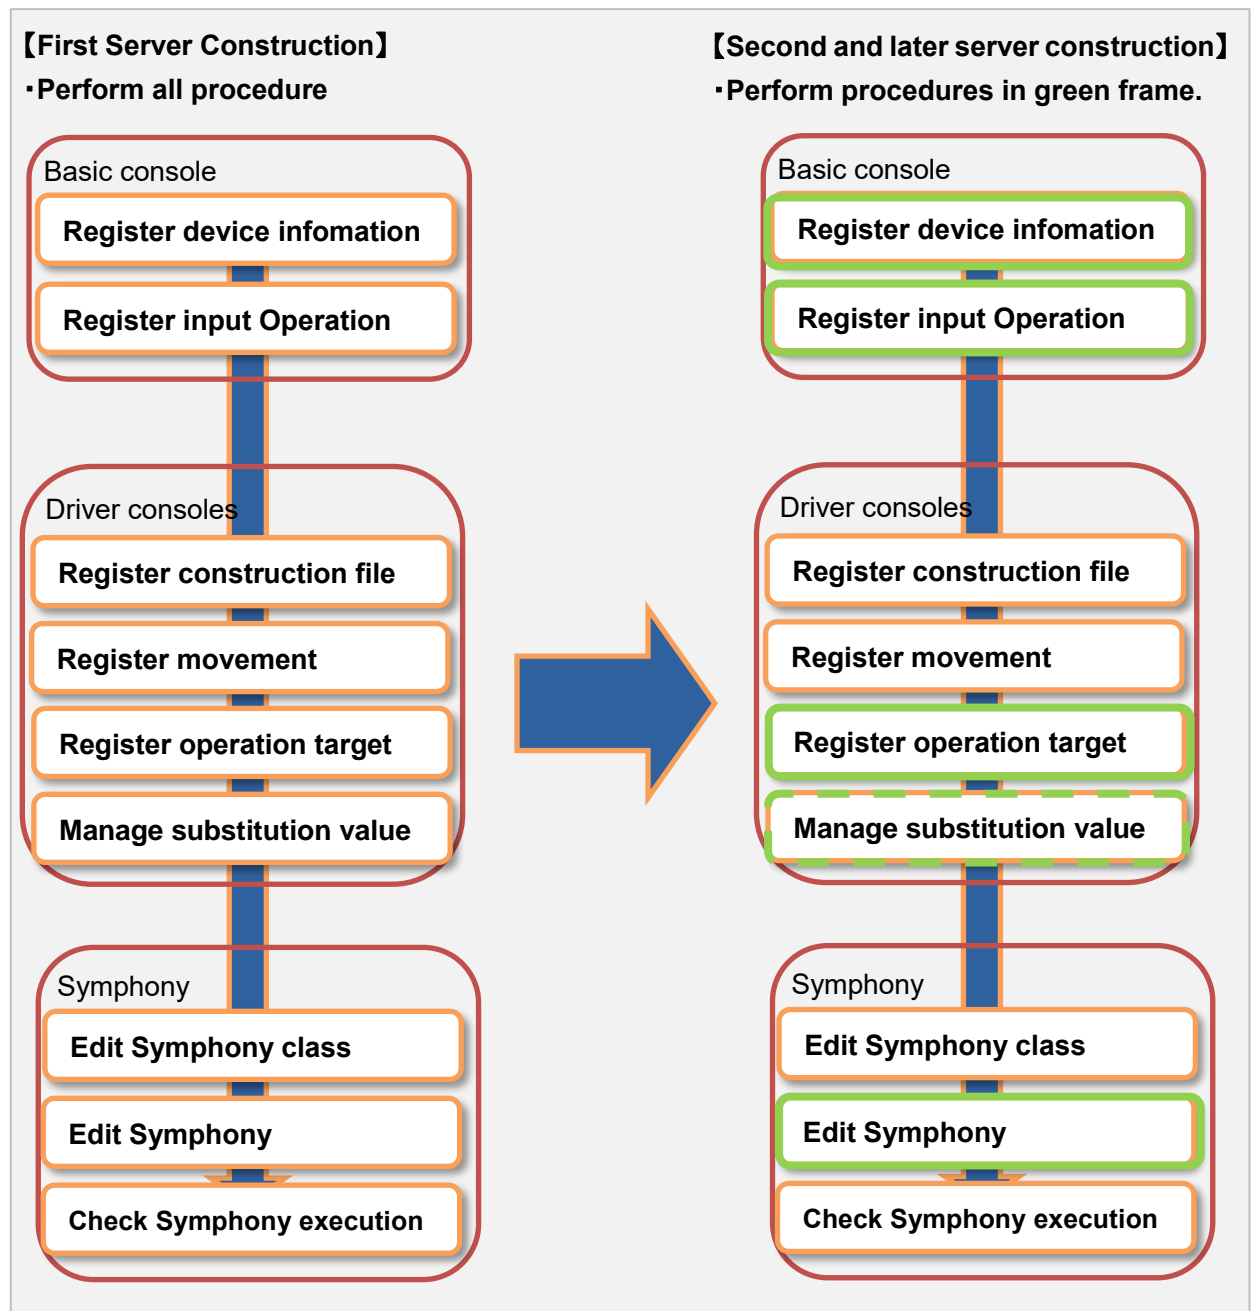 【First Server Construction】
・Perform all procedure
Basic console
Register device infomation
Register input Operation
Driver consoles
Register construction file
Register movement
Register operation target
Manage substitution value
Symphony
Edit Symphony class
Edit Symphony
Check Symphony execution
【Second and later server construction】
・Perform procedures in green frame.
Basic console
Register device infomation
Register input Operation
Driver consoles
Register construction file
Register movement
Register operation target
Manage substitution value
Symphony
Edit Symphony class
Edit Symphony
Check Symphony execution